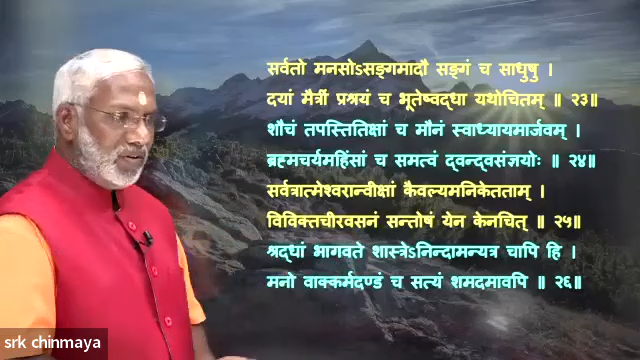 सर्वतो मनसोऽसङ्गमादौ सङ्गं च साधुषु ।
दयां मैत्रीं प्रश्रयं च भूतेष्वद्धा यथोचितम् ॥ २३॥
शौचं तपस्तितिक्षां च मौनं स्वाध्यायमार्जवम् ।
ब्रह्मचर्यमहिंसां च समत्वं द्वन्द्वसंज्ञयोः ॥ २४॥
सर्वत्रात्मेश्वरान्वीक्षां कैवल्यमनिकेतताम् ।
विविक्तचीरवसनं सन्तोषं येन केनचित् ॥ २५॥
श्रद्धां भागवते शास्त्रेऽनिन्दामन्यत्र चापि हि ।
मनो वाक्कर्मदण्डं च सत्यं शमदमावपि ॥ २६॥
srk chinmaya